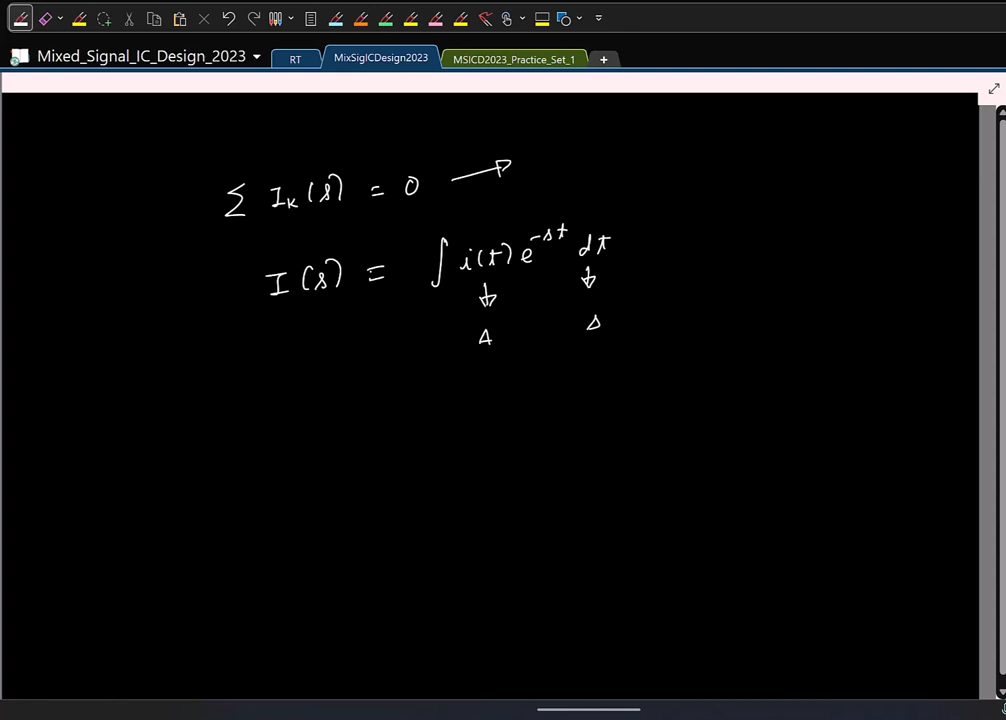 Mixed_Signal_IC_Design_2023
RT
MixSigICDesign2023
MSICD2023_Practice_Set_1
+
Σ I_k(s) = 0 →
I(s) = ∫ i(t) e^{-st} dt
↓ ↓
A s